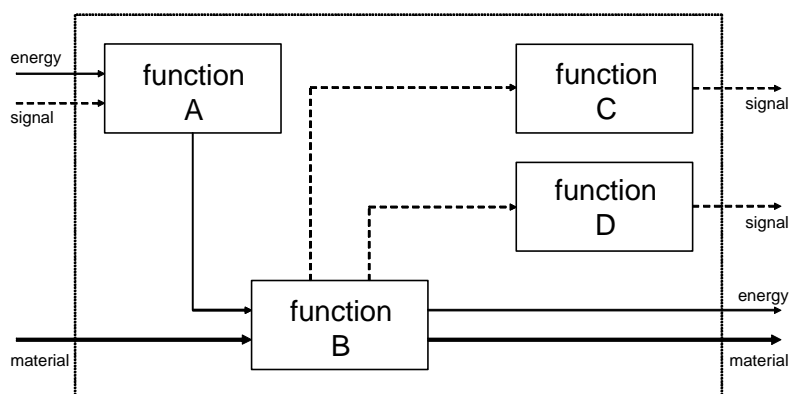 energy
signal
function
A
function
C
signal
function
D
signal
function
B
energy
material
material